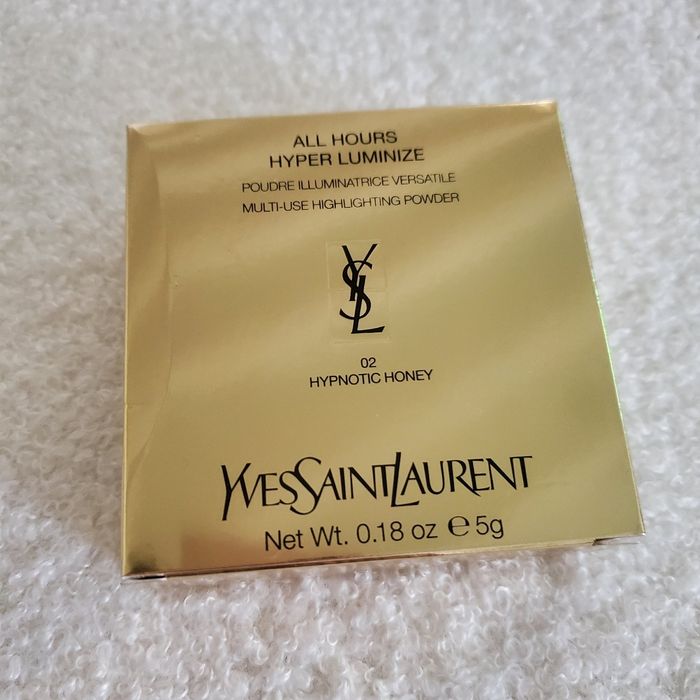 ALL HOURS
HYPER LUMINIZE
POUDRE ILLUMINATRICE VERSATILE
MULTI-USE HIGHLIGHTING POWDER
YSL
02
HYPNOTIC HONEY
YVESSAINTLAURENT
Net Wt. 0.18 oz ℮ 5g